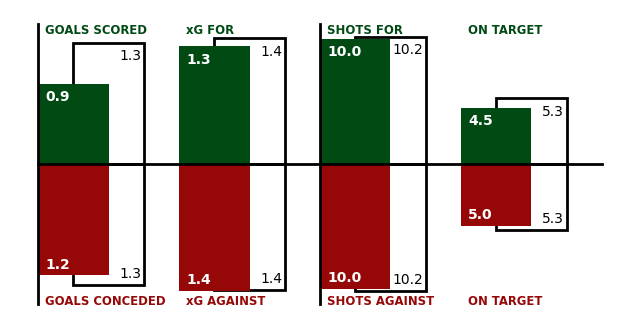 GOALS SCORED xG FOR SHOTS FOR ON TARGET
1.3 1.4 10.2 5.3
0.9 1.3 10.0 4.5
1.2 1.4 10.0 5.0
1.3 1.4 10.2 5.3
GOALS CONCEDED xG AGAINST SHOTS AGAINST ON TARGET